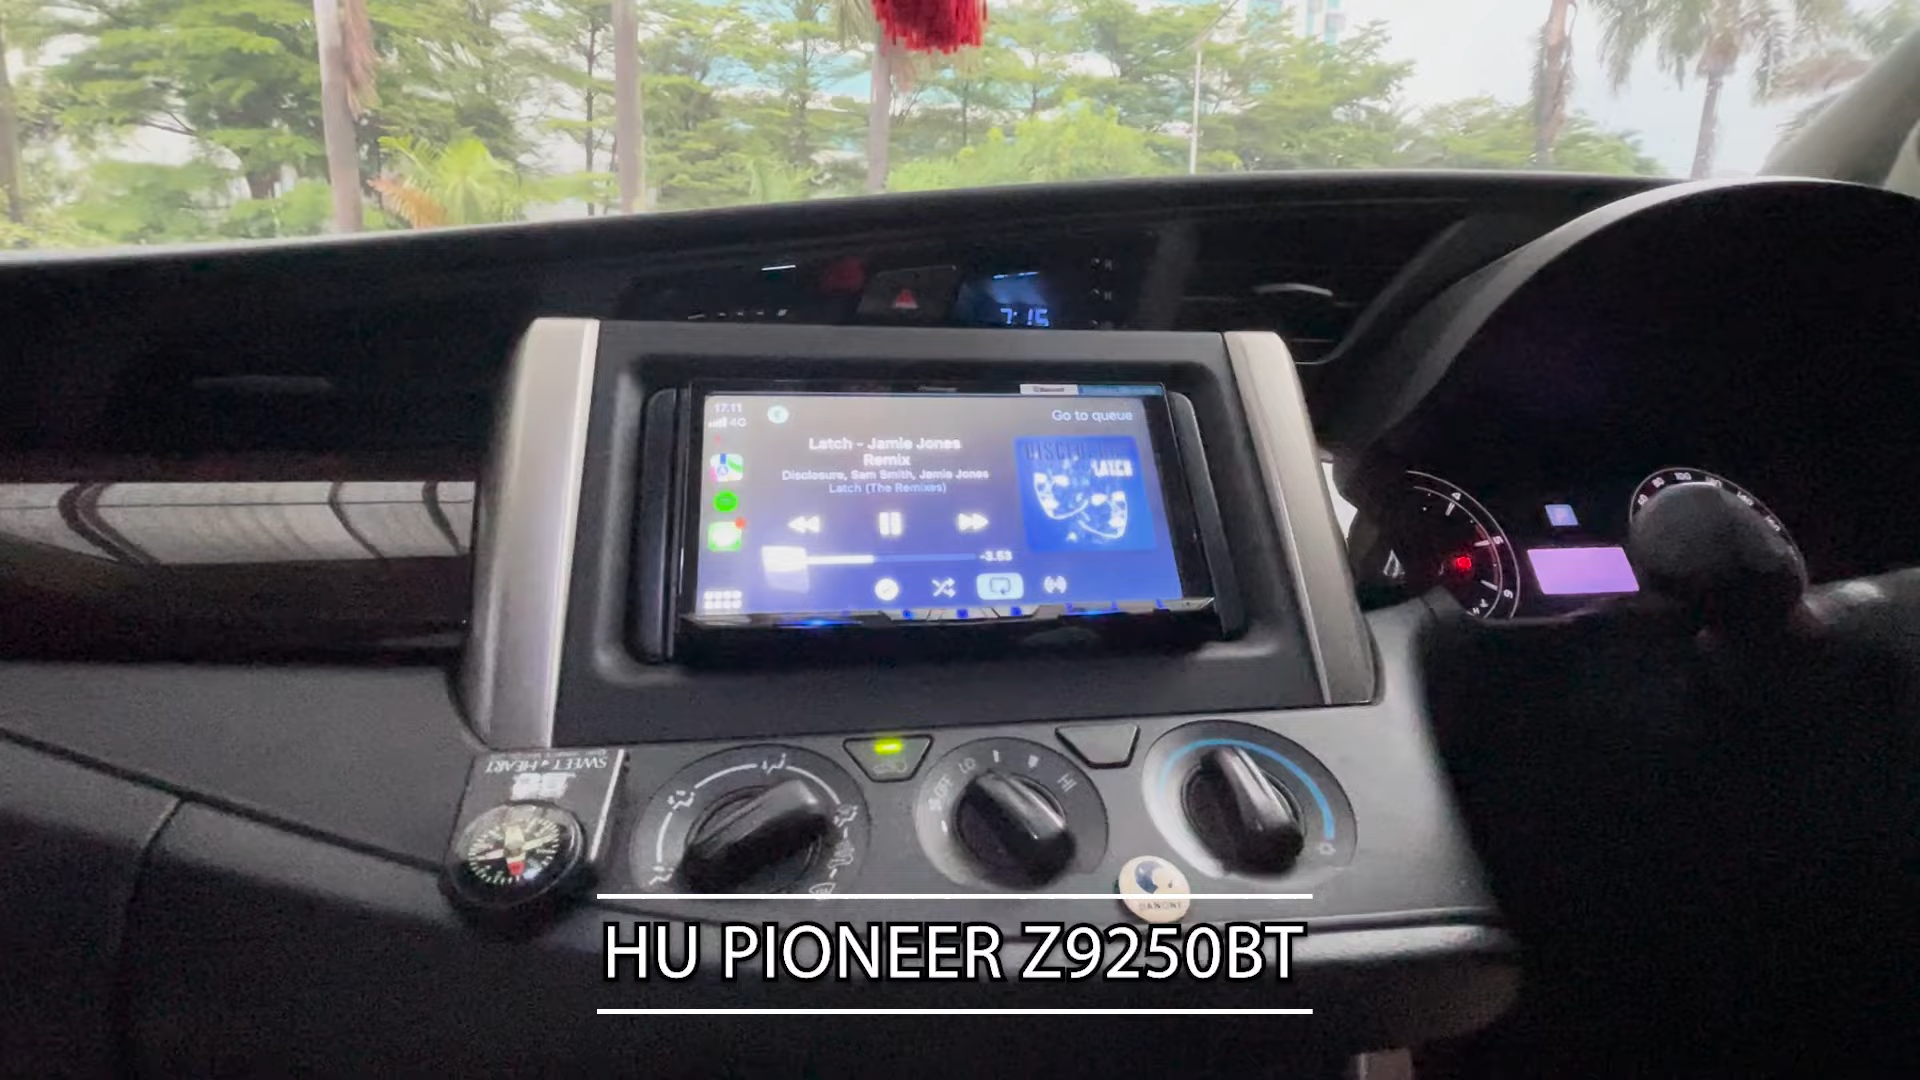 7:15
17.11
4G
Go to queue
Latch - Jamie Jones
Remix
Disclosure, Sam Smith, Jamie Jones
Latch (The Remixes)
LATCH
-3.53
SWEET HEART
OFF LO HI
DANONE
HU PIONEER Z9250BT